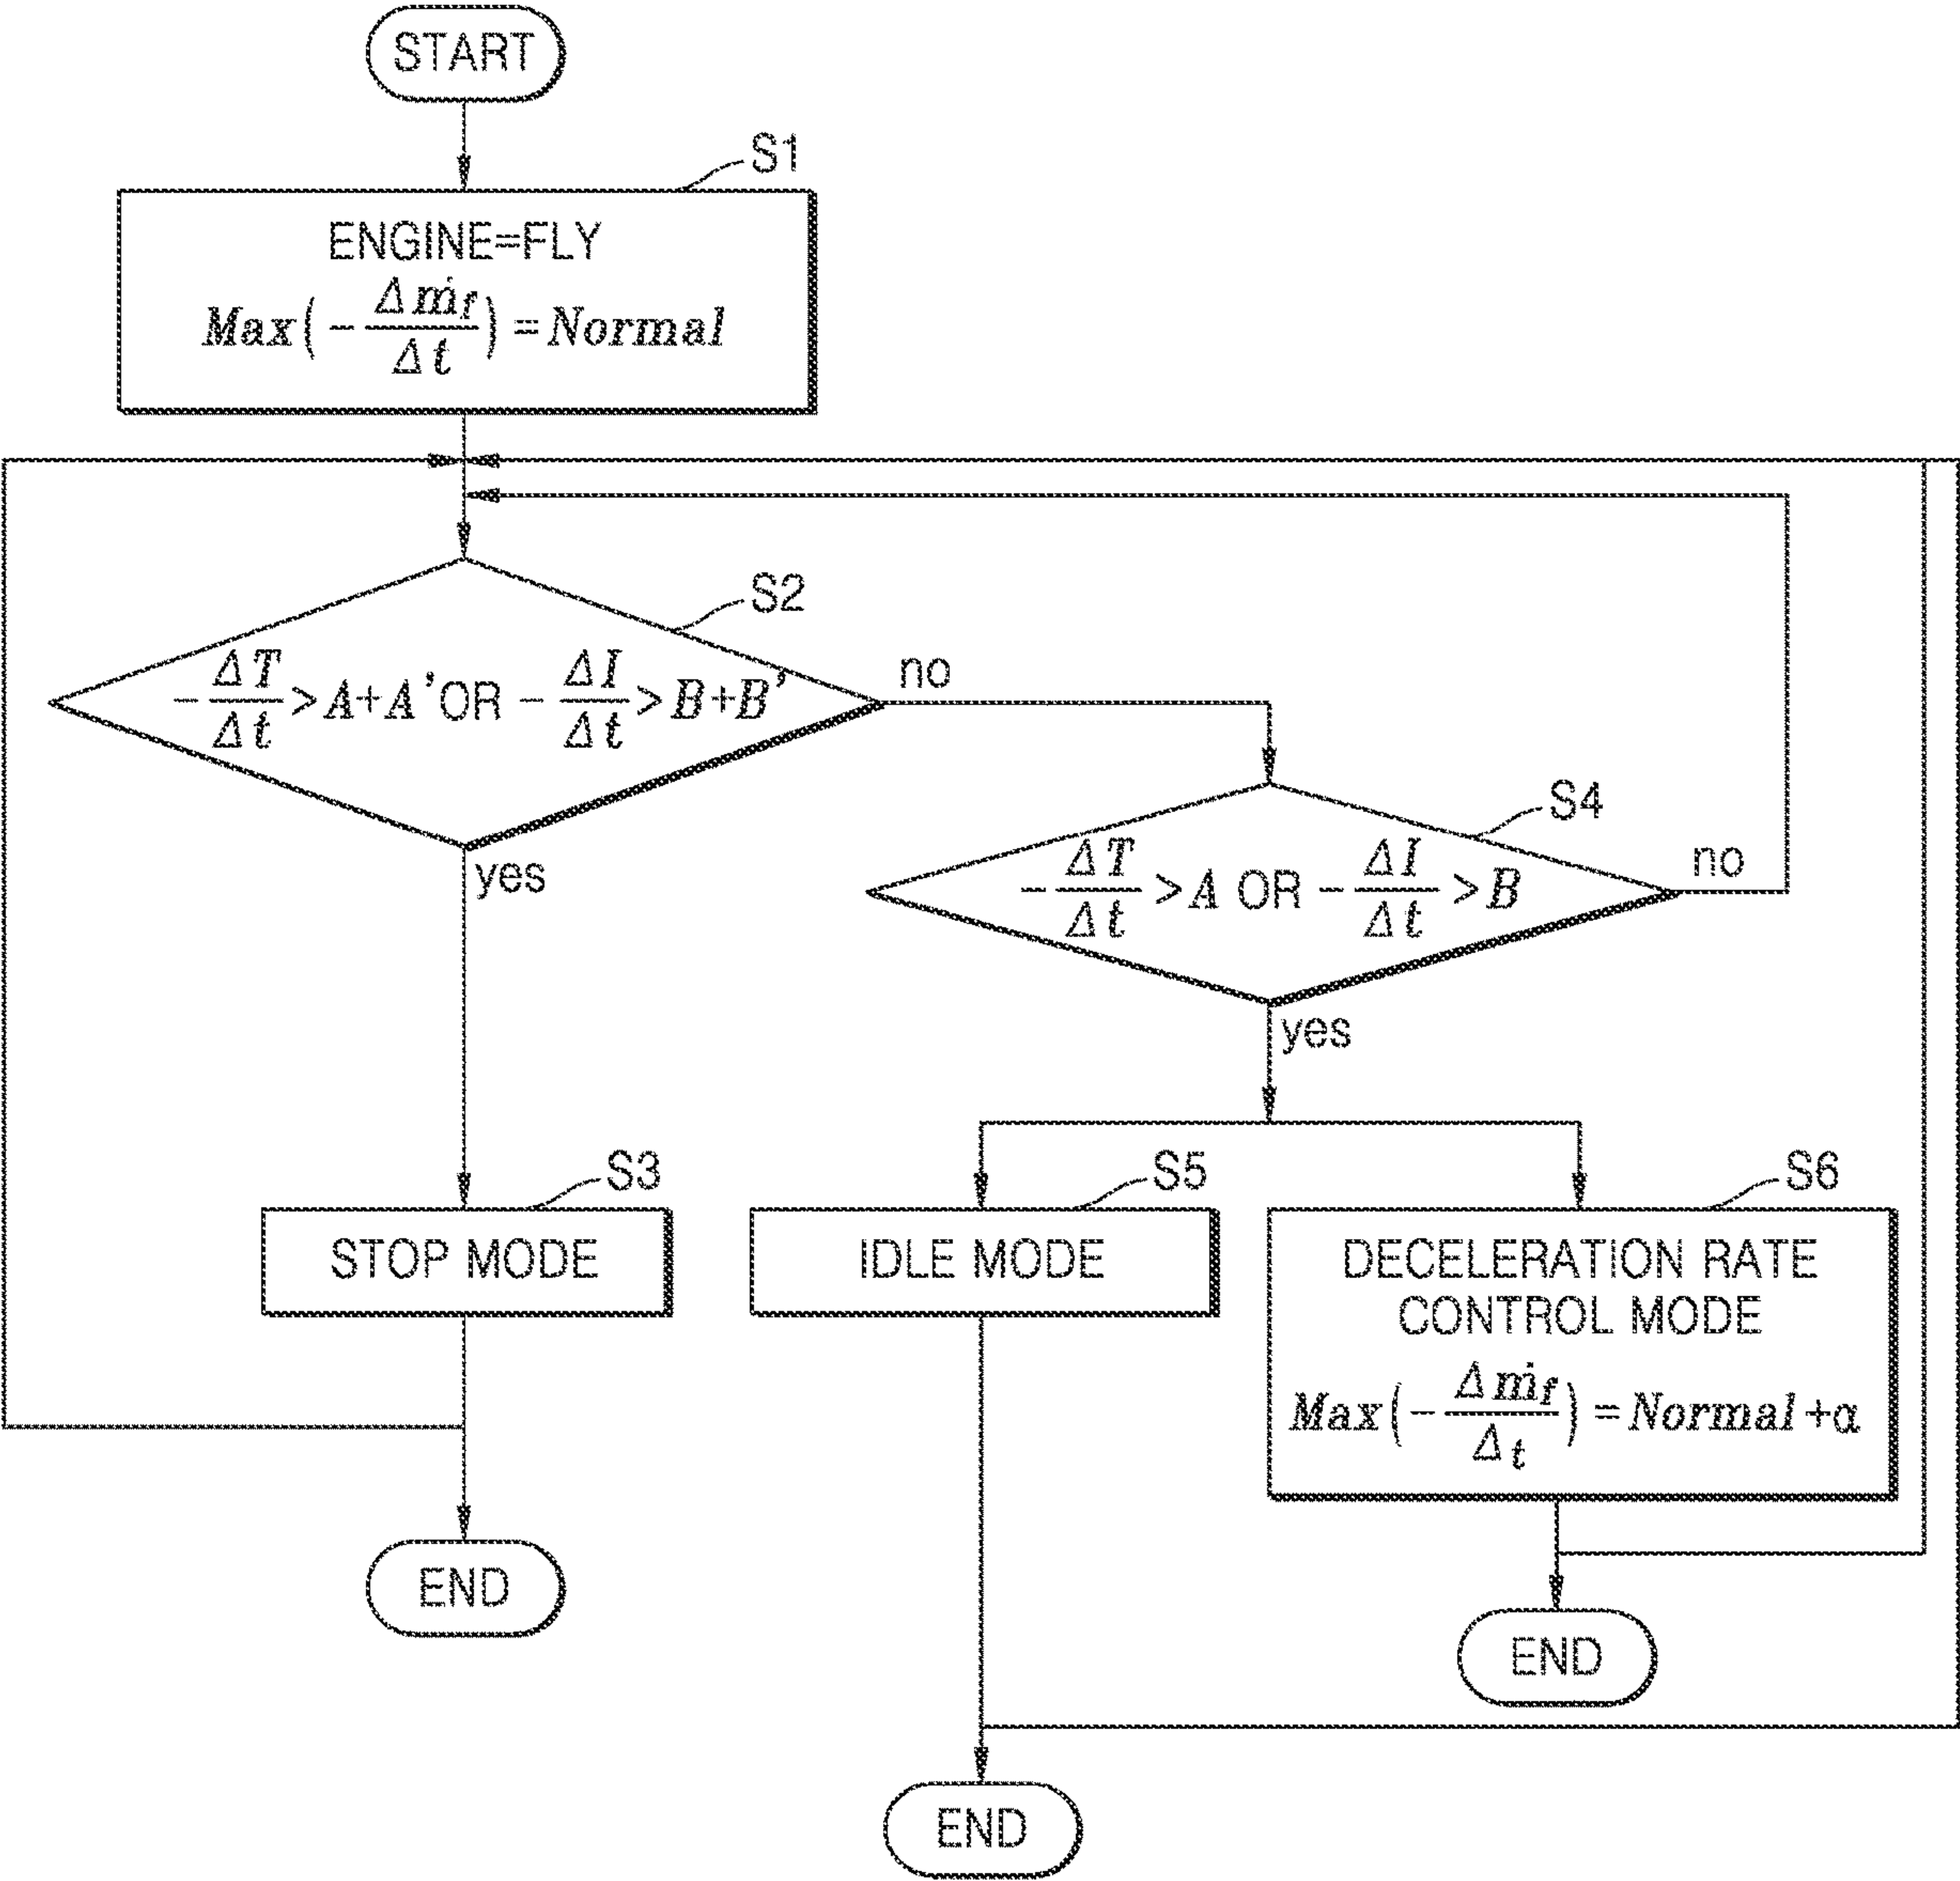 START
S1
ENGINE=FLY
Max(-Δṁf/Δt)=Normal
S2
-ΔT/Δt>A+A'OR -ΔI/Δt>B+B'
no
yes
S4
-ΔT/Δt>A OR -ΔI/Δt>B
no
yes
S3
STOP MODE
S5
IDLE MODE
S6
DECELERATION RATE
CONTROL MODE
Max(-Δṁf/Δt)=Normal+α
END
END
END